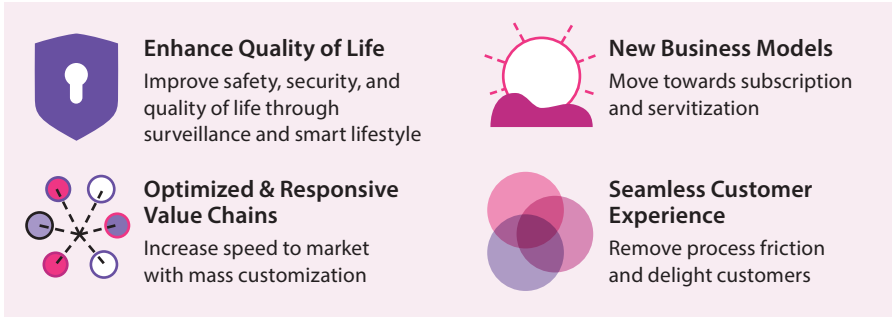 Enhance Quality of Life
Improve safety, security, and
quality of life through
surveillance and smart lifestyle
New Business Models
Move towards subscription
and servitization
Optimized & Responsive
Value Chains
Increase speed to market
with mass customization
Seamless Customer
Experience
Remove process friction
and delight customers